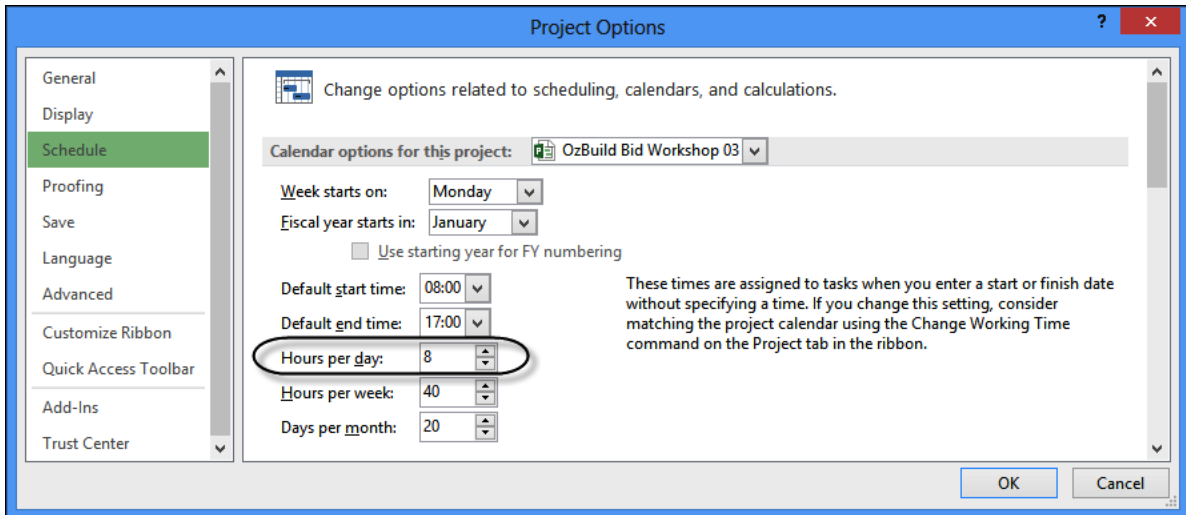 Project Options
?
×
General
Display
Schedule
Proofing
Save
Language
Advanced
Customize Ribbon
Quick Access Toolbar
Add-Ins
Trust Center
Change options related to scheduling, calendars, and calculations.
Calendar options for this project: OzBuild Bid Workshop 03
Week starts on: Monday
Fiscal year starts in: January
Use starting year for FY numbering
Default start time: 08:00
Default end time: 17:00
Hours per day: 8
Hours per week: 40
Days per month: 20
These times are assigned to tasks when you enter a start or finish date
without specifying a time. If you change this setting, consider
matching the project calendar using the Change Working Time
command on the Project tab in the ribbon.
OK Cancel